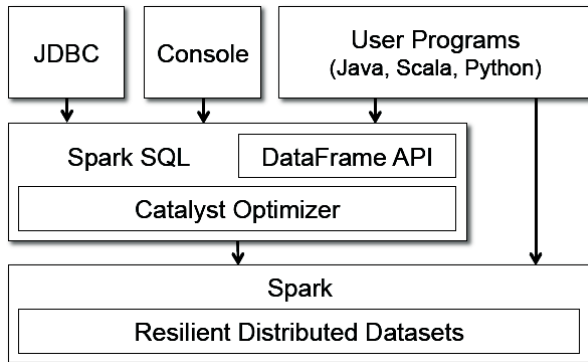 JDBC
Console
User Programs
(Java, Scala, Python)
Spark SQL
DataFrame API
Catalyst Optimizer
Spark
Resilient Distributed Datasets